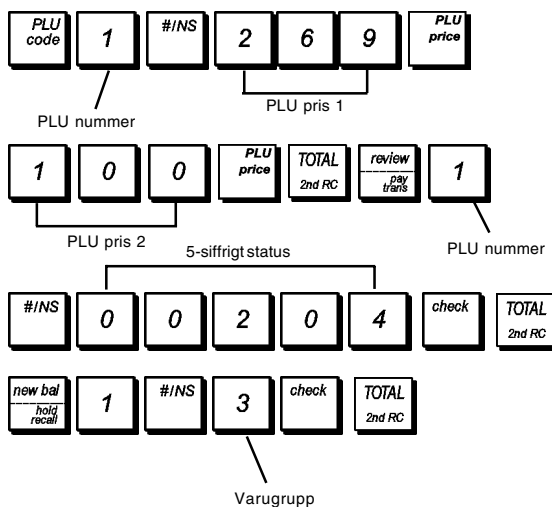 PLU code 1 #/NS 2 6 9 PLU price
PLU pris 1
PLU nummer
1 0 0 PLU price TOTAL 2nd RC review pay trans 1
PLU pris 2
PLU nummer
5-siffrigt status
#/NS 0 0 2 0 4 check TOTAL 2nd RC
new bal hold recall 1 #/NS 3 check TOTAL 2nd RC
Varugrupp